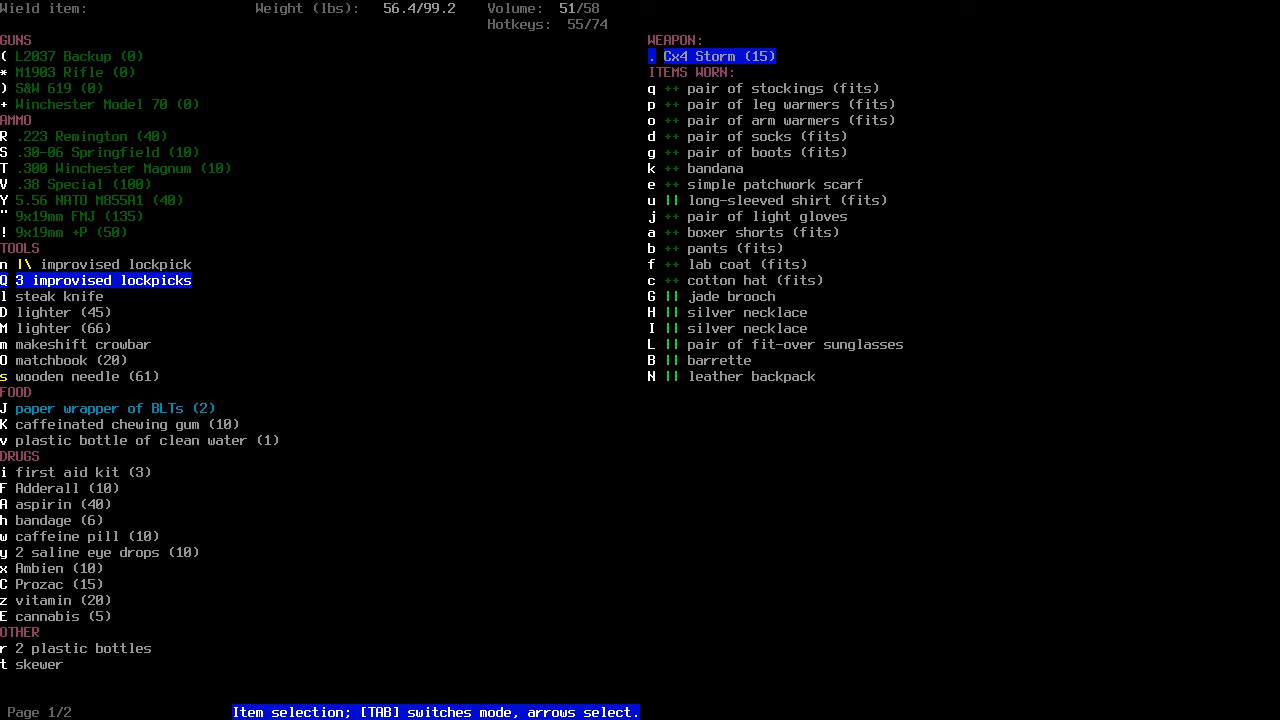 Wield item: Weight (lbs): 56.4/99.2 Volume: 51/58
Hotkeys: 55/74
GUNS
( L2037 Backup (0)
* M1903 Rifle (0)
) S&W 619 (0)
+ Winchester Model 70 (0)
AMMO
R .223 Remington (40)
S .30-06 Springfield (10)
T .300 Winchester Magnum (10)
V .38 Special (100)
Y 5.56 NATO M855A1 (40)
" 9x19mm FMJ (135)
! 9x19mm +P (50)
TOOLS
n |\ improvised lockpick
Q 3 improvised lockpicks
l steak knife
D lighter (45)
M lighter (66)
m makeshift crowbar
O matchbook (20)
s wooden needle (61)
FOOD
J paper wrapper of BLTs (2)
K caffeinated chewing gum (10)
v plastic bottle of clean water (1)
DRUGS
i first aid kit (3)
F Adderall (10)
A aspirin (40)
h bandage (6)
w caffeine pill (10)
y 2 saline eye drops (10)
x Ambien (10)
C Prozac (15)
z vitamin (20)
E cannabis (5)
OTHER
r 2 plastic bottles
t skewer
WEAPON:
. Cx4 Storm (15)
ITEMS WORN:
q ++ pair of stockings (fits)
p ++ pair of leg warmers (fits)
o ++ pair of arm warmers (fits)
d ++ pair of socks (fits)
g ++ pair of boots (fits)
k ++ bandana
e ++ simple patchwork scarf
u || long-sleeved shirt (fits)
j ++ pair of light gloves
a ++ boxer shorts (fits)
b ++ pants (fits)
f ++ lab coat (fits)
c ++ cotton hat (fits)
G || jade brooch
H || silver necklace
I || silver necklace
L || pair of fit-over sunglasses
B || barrette
N || leather backpack
Page 1/2 Item selection; [TAB] switches mode, arrows select.